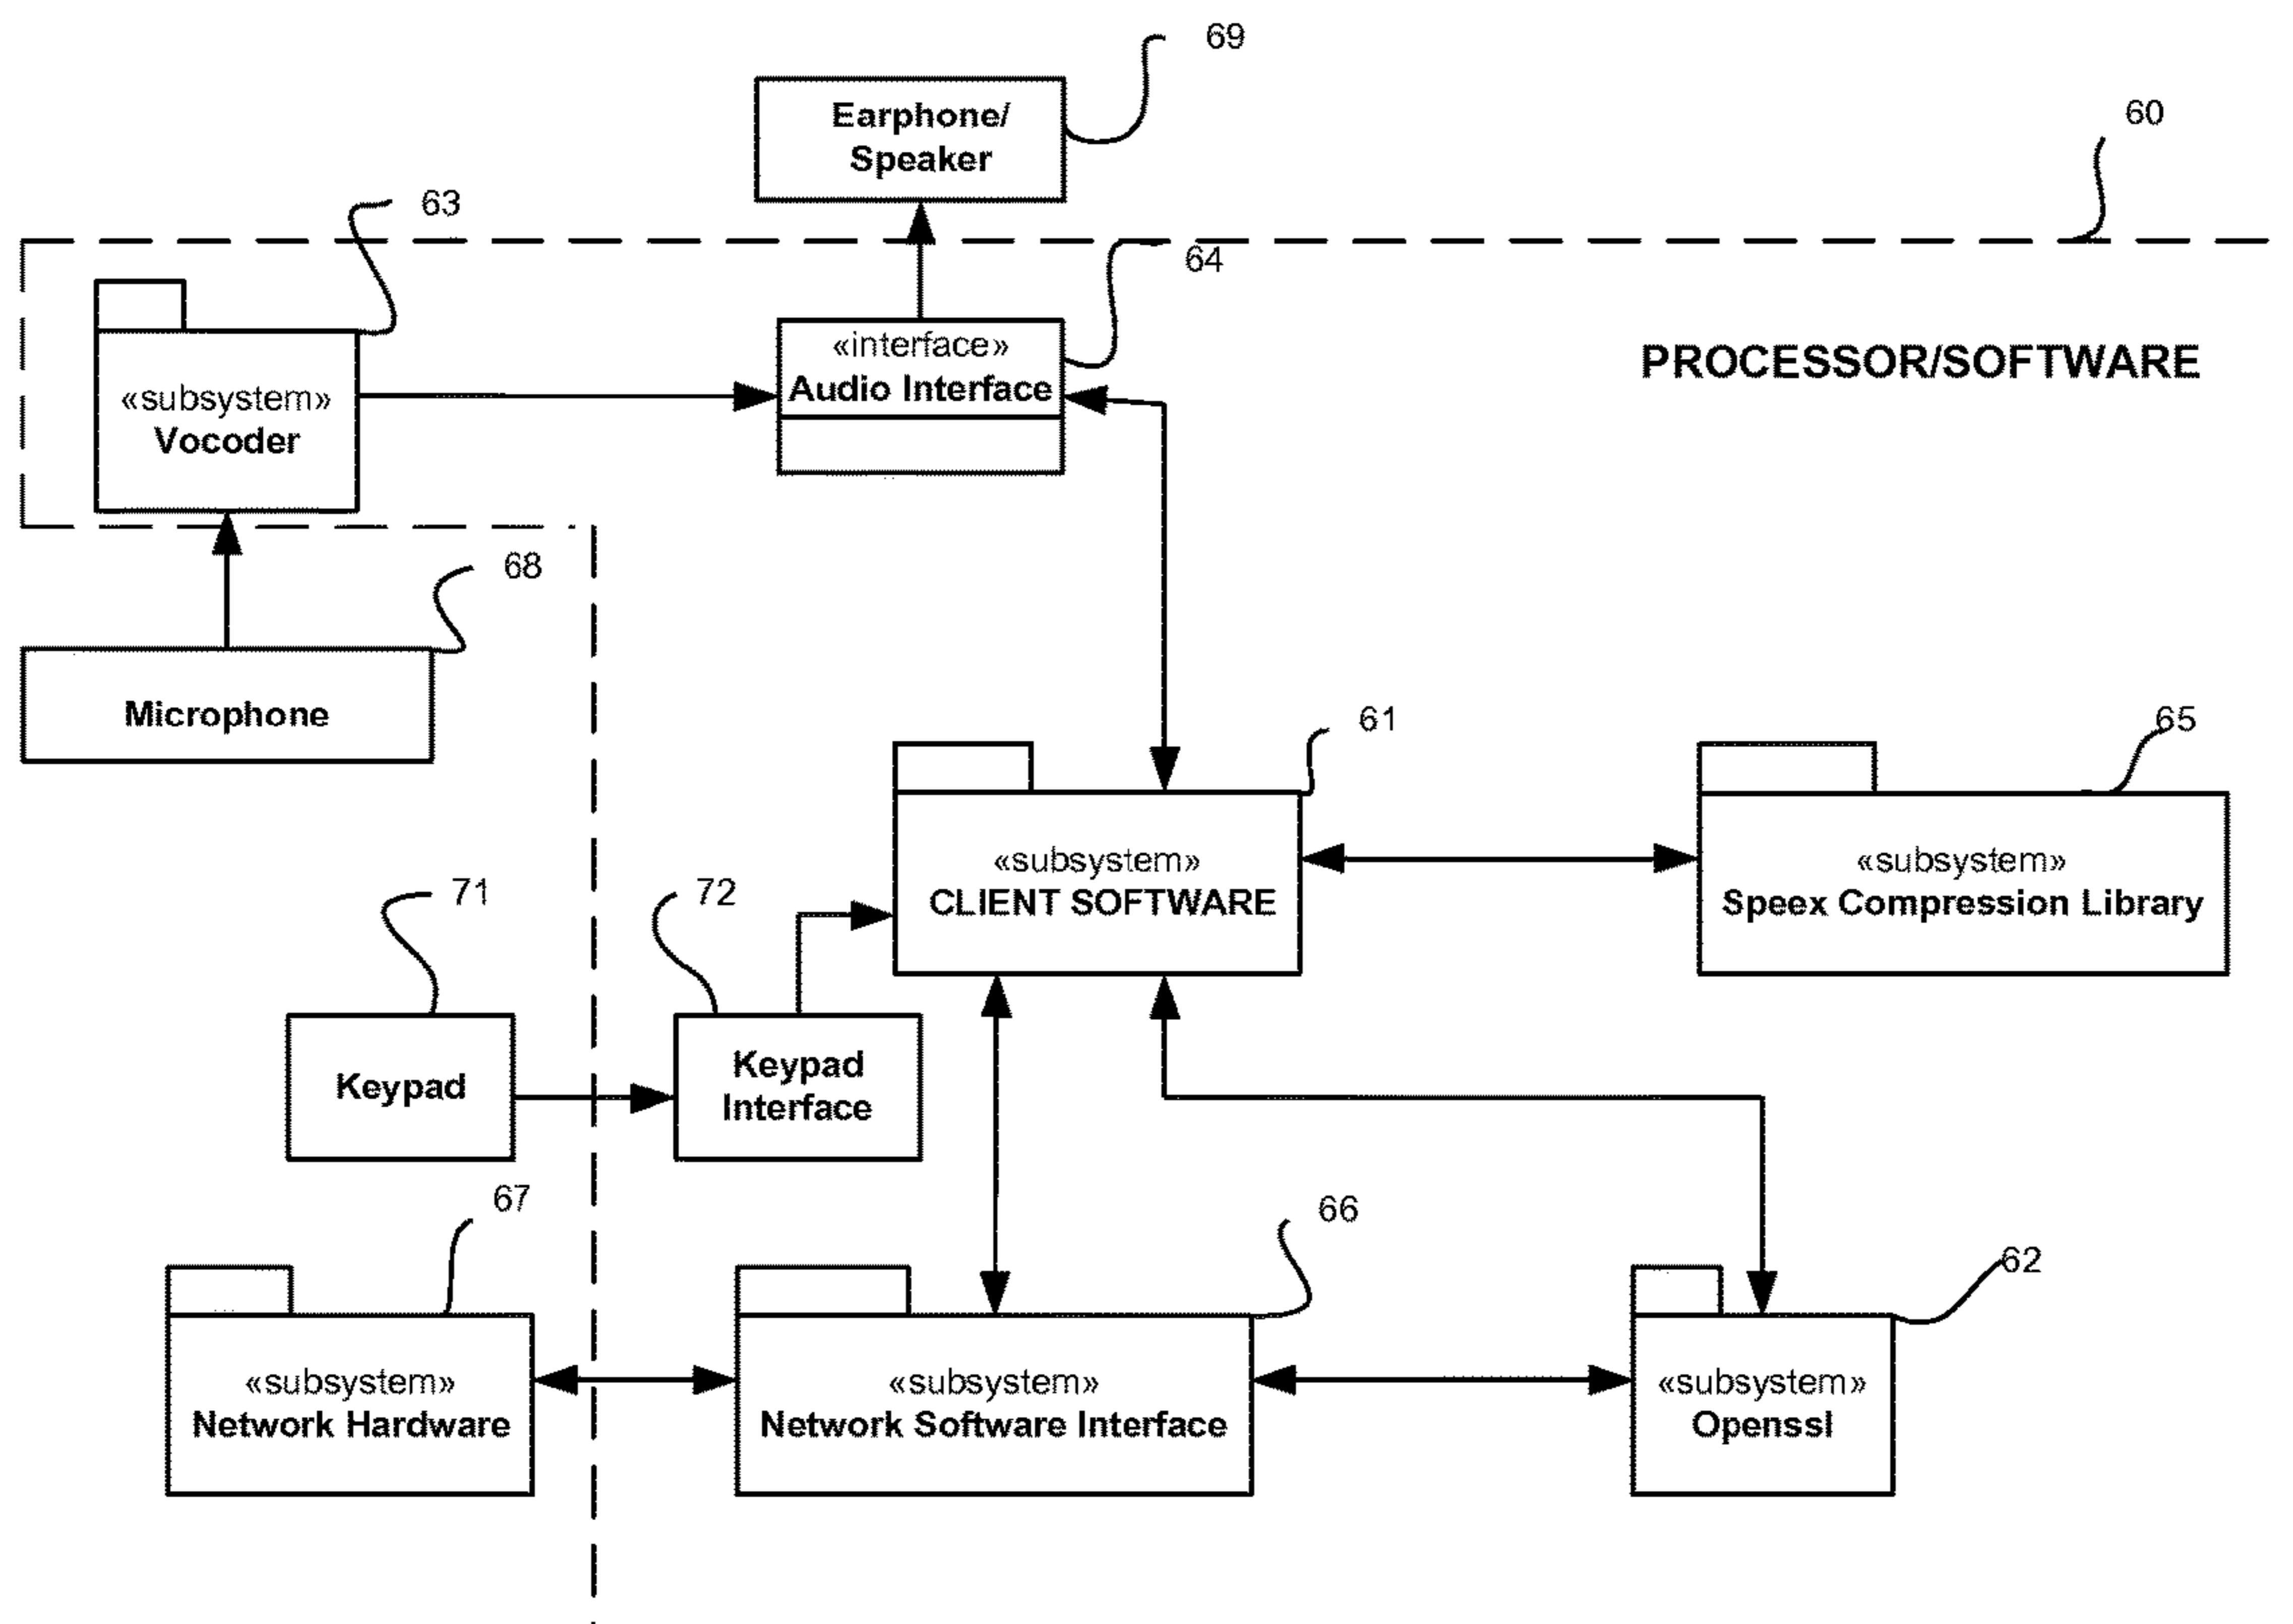 69
Earphone/
Speaker
60
63
64
«interface»
Audio Interface
PROCESSOR/SOFTWARE
«subsystem»
Vocoder
68
Microphone
61
65
«subsystem»
CLIENT SOFTWARE
«subsystem»
Speex Compression Library
71
72
Keypad
Keypad
Interface
67
66
62
«subsystem»
Network Hardware
«subsystem»
Network Software Interface
«subsystem»
Openssl